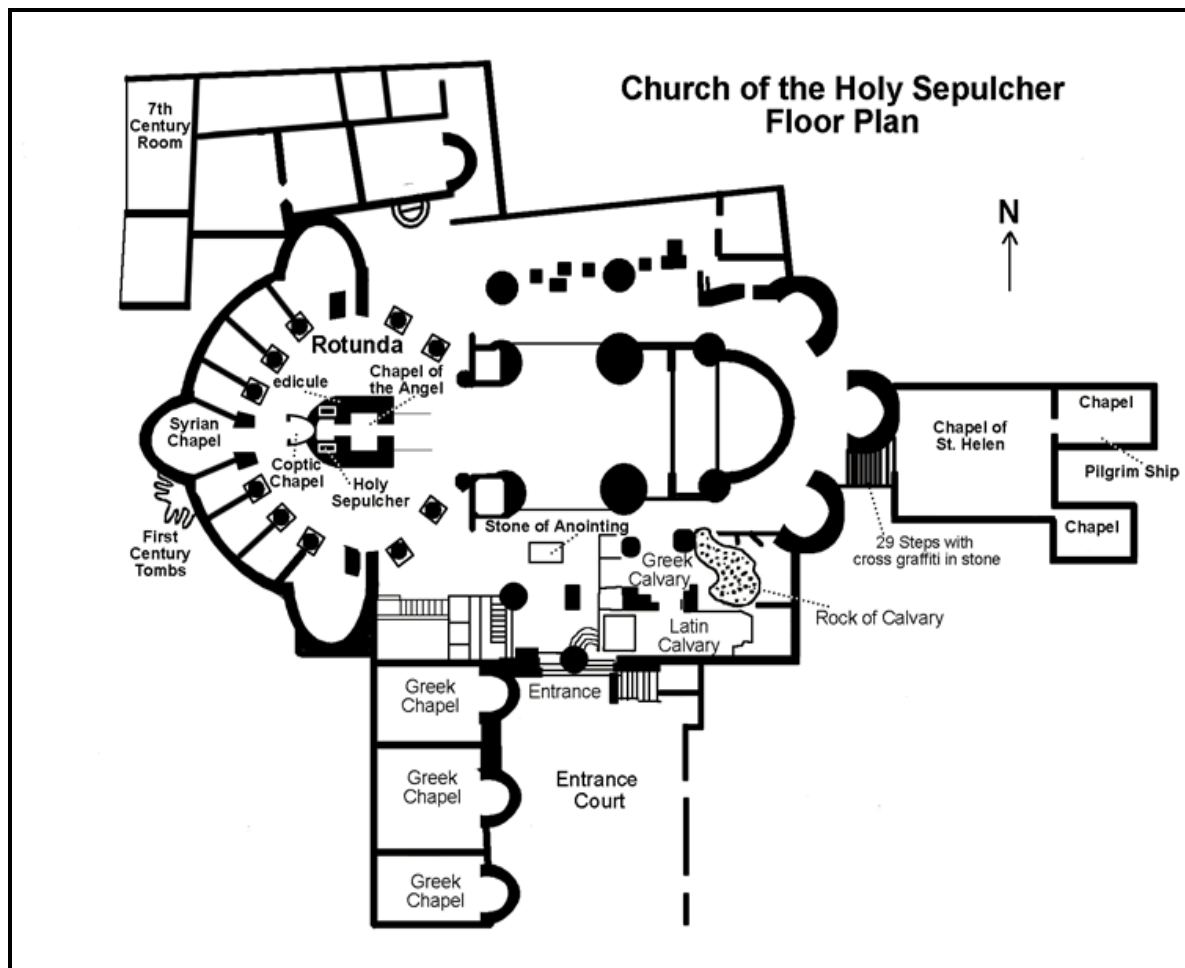 Church of the Holy Sepulcher
Floor Plan
7th
Century
Room
N
Rotunda
Chapel of
the Angel
edicule
Syrian
Chapel
Coptic
Chapel
Holy
Sepulcher
First
Century
Tombs
Stone of Anointing
Greek
Calvary
Latin
Calvary
Rock of Calvary
Chapel of
St. Helen
Chapel
Pilgrim Ship
Chapel
29 Steps with
cross graffiti in stone
Entrance
Greek
Chapel
Greek
Chapel
Greek
Chapel
Entrance
Court